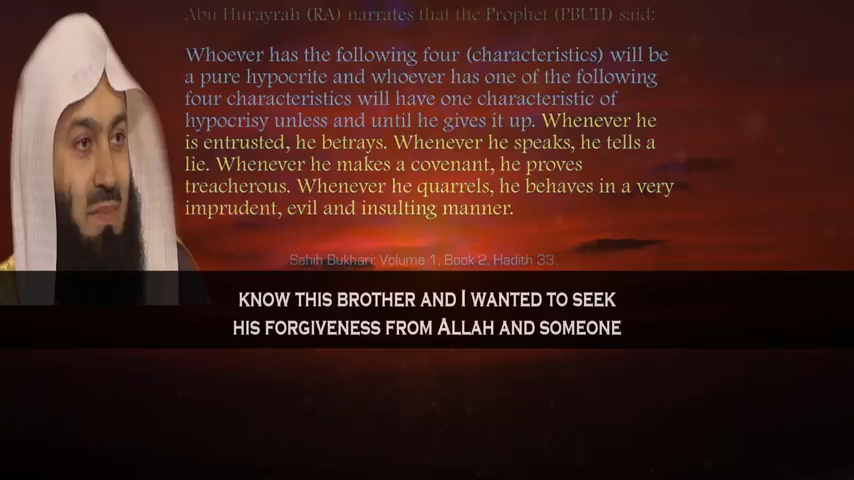 Abu Hurayrah (RA) narrates that the Prophet (PBUH) said:
Whoever has the following four (characteristics) will be
a pure hypocrite and whoever has one of the following
four characteristics will have one characteristic of
hypocrisy unless and until he gives it up. Whenever he
is entrusted, he betrays. Whenever he speaks, he tells a
lie. Whenever he makes a covenant, he proves
treacherous. Whenever he quarrels, he behaves in a very
imprudent, evil and insulting manner.
Sahih Bukhari: Volume 1, Book 2, Hadith 33.
KNOW THIS BROTHER AND I WANTED TO SEEK
HIS FORGIVENESS FROM ALLAH AND SOMEONE